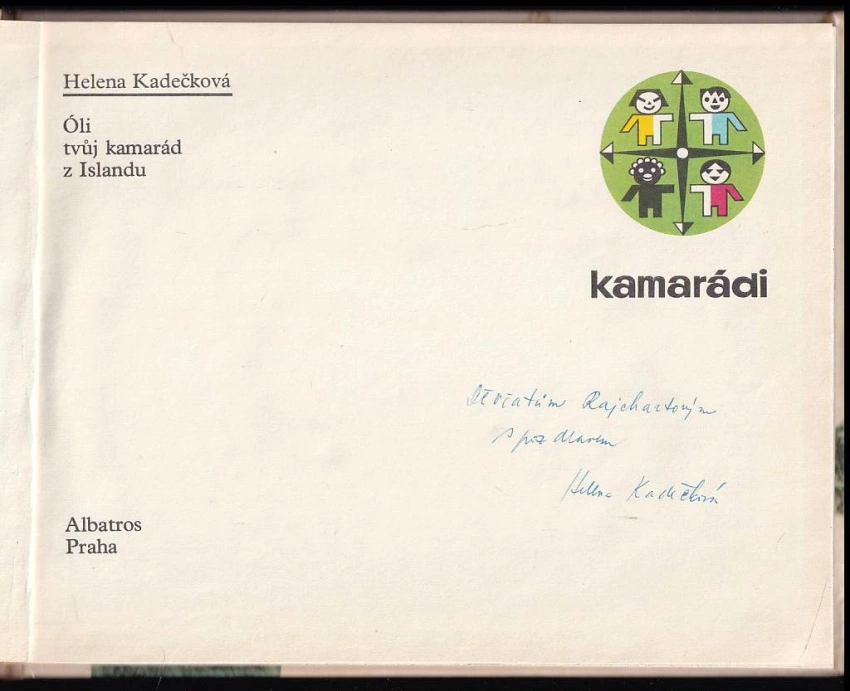 Helena Kadečková
Óli
tvůj kamarád
z Islandu
kamarádi
Děvčatům Rajchartovým
s pozdravem
Helena Kadečková
Albatros
Praha